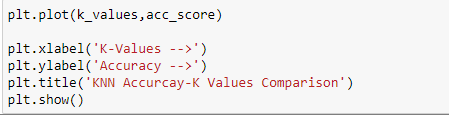 plt.plot(k_values,acc_score)
plt.xlabel('K-Values -->')
plt.ylabel('Accuracy -->')
plt.title('KNN Accurcay-K Values Comparison')
plt.show()